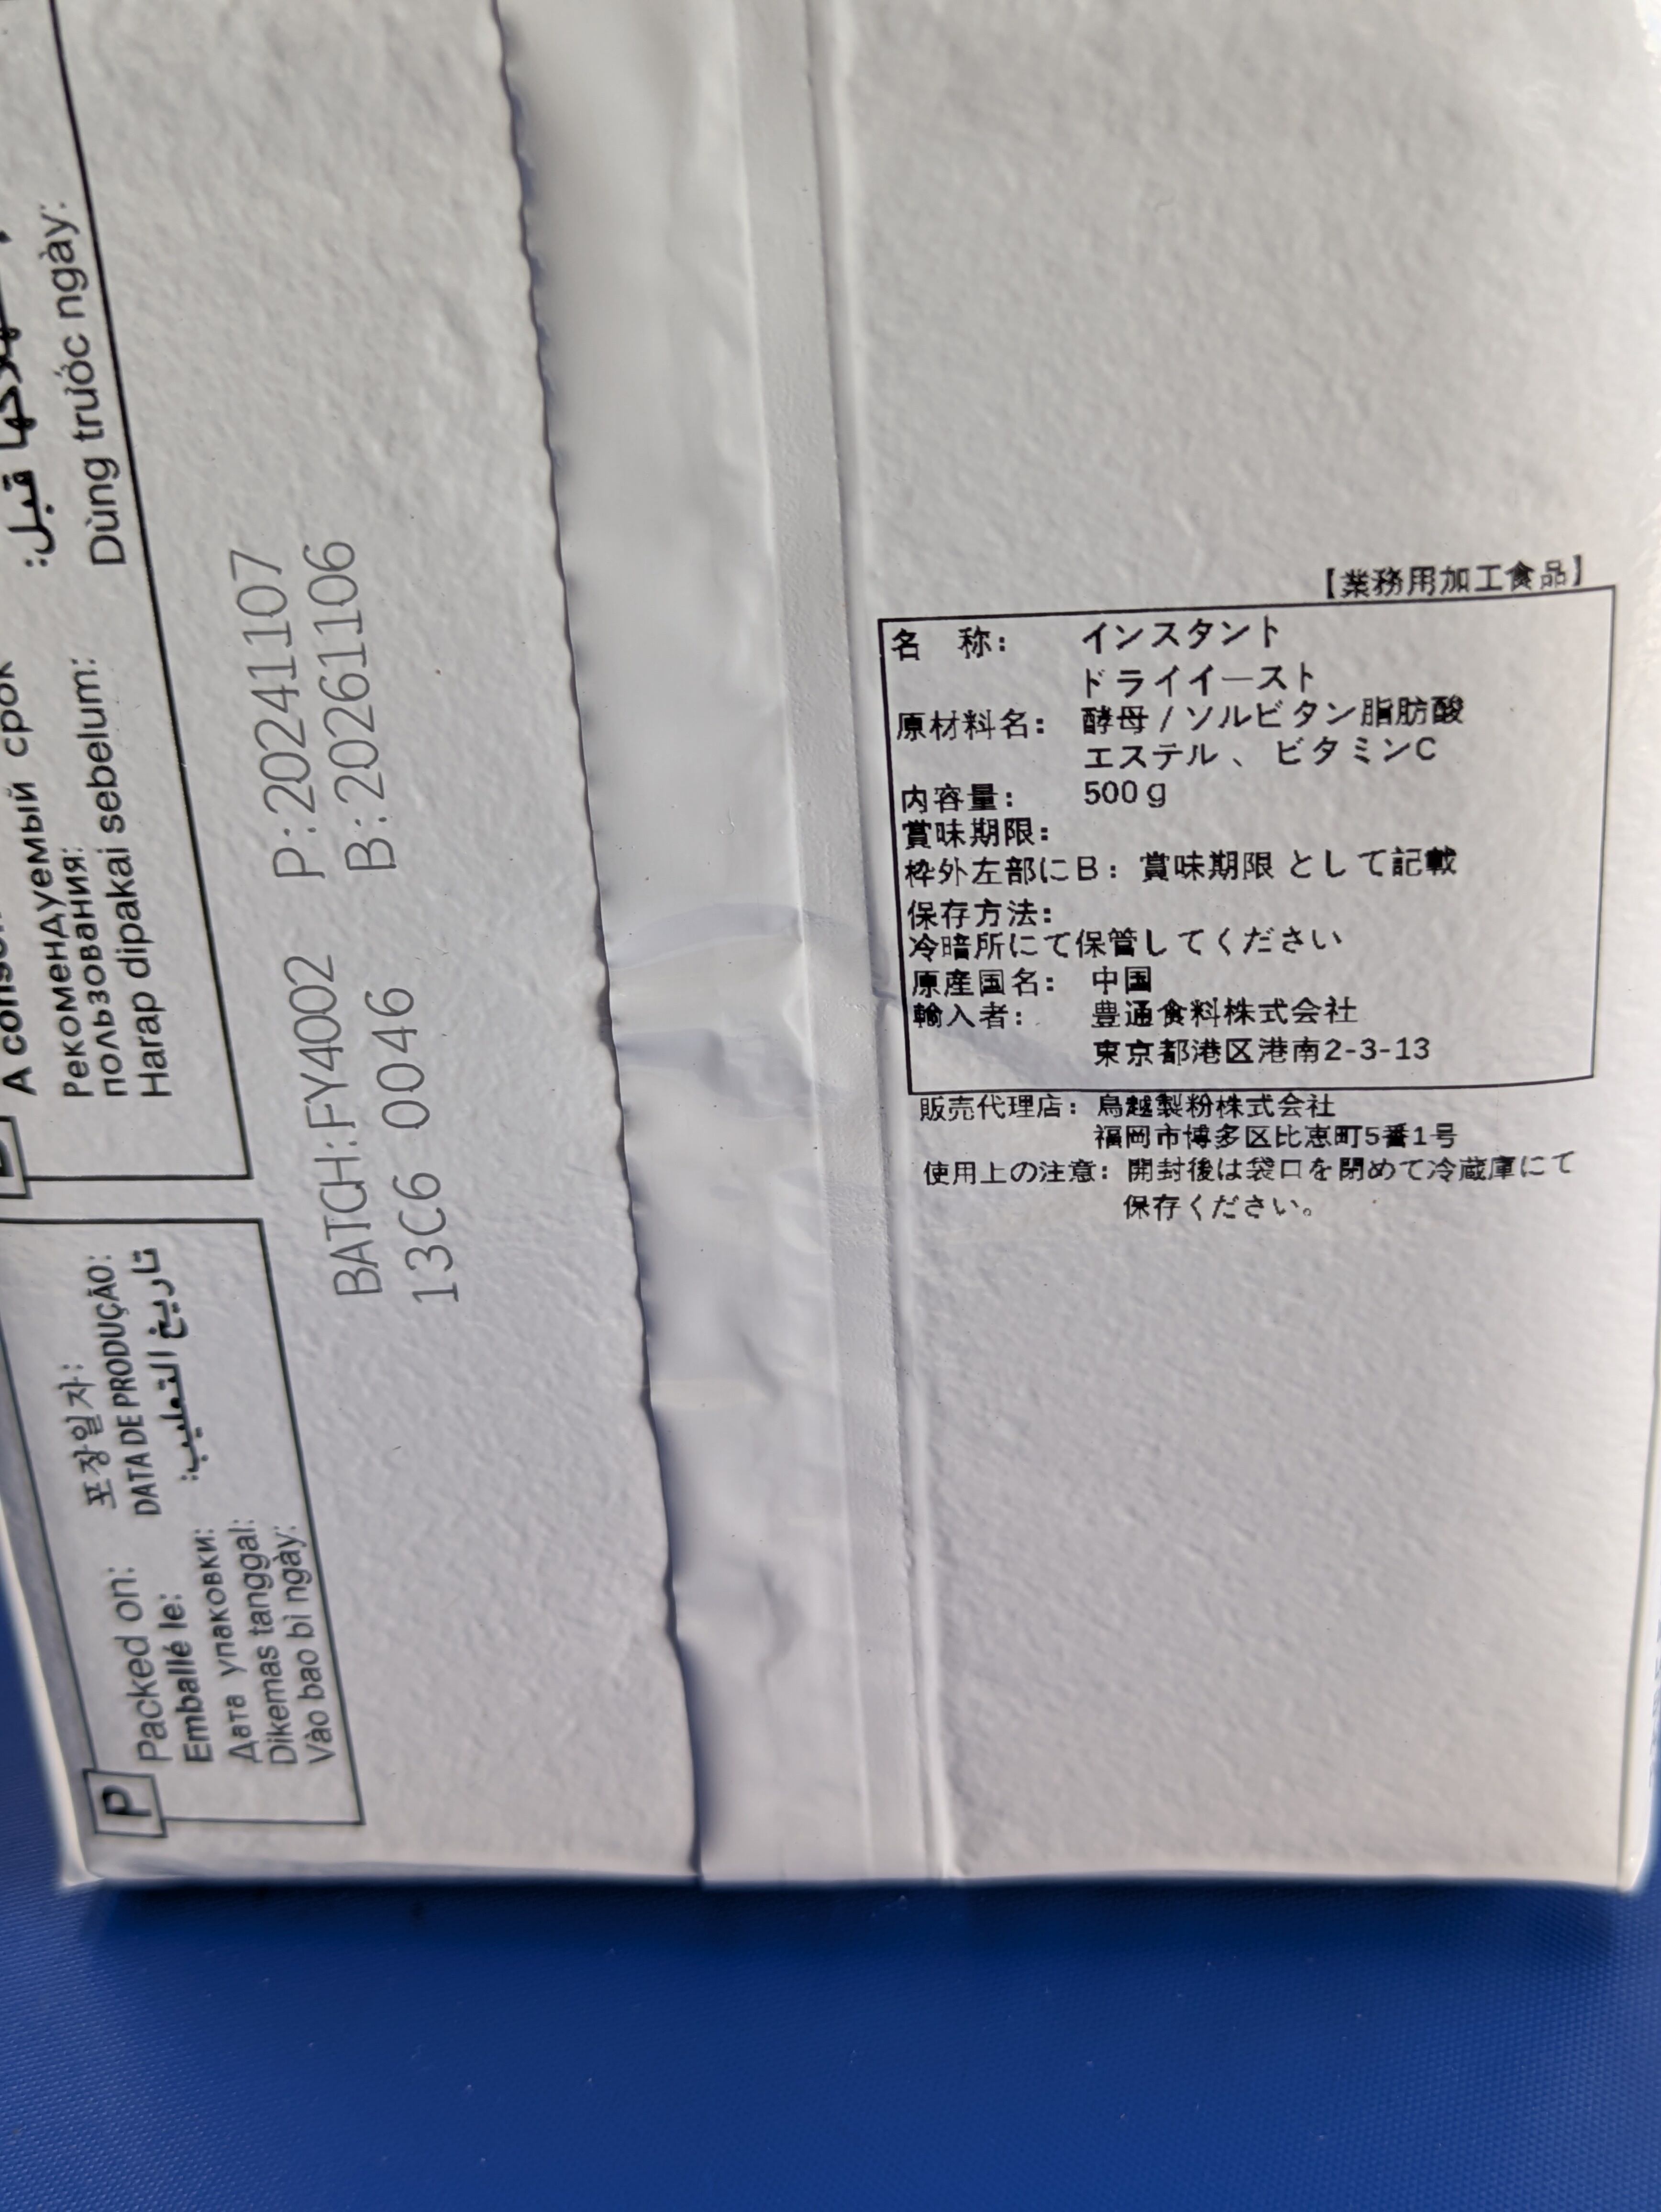 قبل:
Dùng trước ngày:
срок
Рекомендуемый
пользования:
Harap dipakai sebelum:
P
Packed on:
Emballé le:
Дата упаковки:
Dikemas tanggal:
Vào bao bì ngày:
포장일자:
DATA DE PRODUÇÃO:
تاريخ التعليب:
BATCH:FY4002 P:20241107
13C6 0046 B:20261106
【業務用加工食品】
名 称: インスタント
ドライイースト
原材料名: 酵母/ソルビタン脂肪酸
エステル、ビタミンC
内容量: 500g
賞味期限:
枠外左部にB:賞味期限として記載
保存方法:
冷暗所にて保管してください
原産国名: 中国
輸入者: 豊通食料株式会社
東京都港区港南2-3-13
販売代理店: 鳥越製粉株式会社
福岡市博多区比恵町5番1号
使用上の注意: 開封後は袋口を閉めて冷蔵庫にて
保存ください。